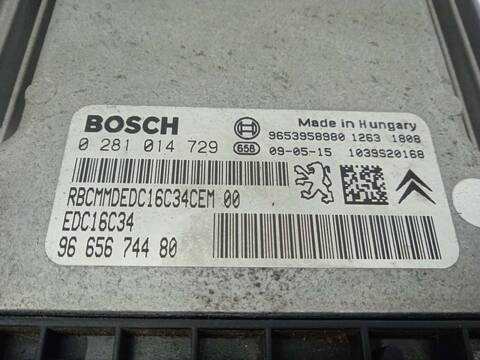 BOSCH
Made in Hungary
9653958980 1263 1808
0 281 014 729
656 09-05-15 1039S20168
RBCMMDEDC16C34CEM 00
EDC16C34
96 656 744 80